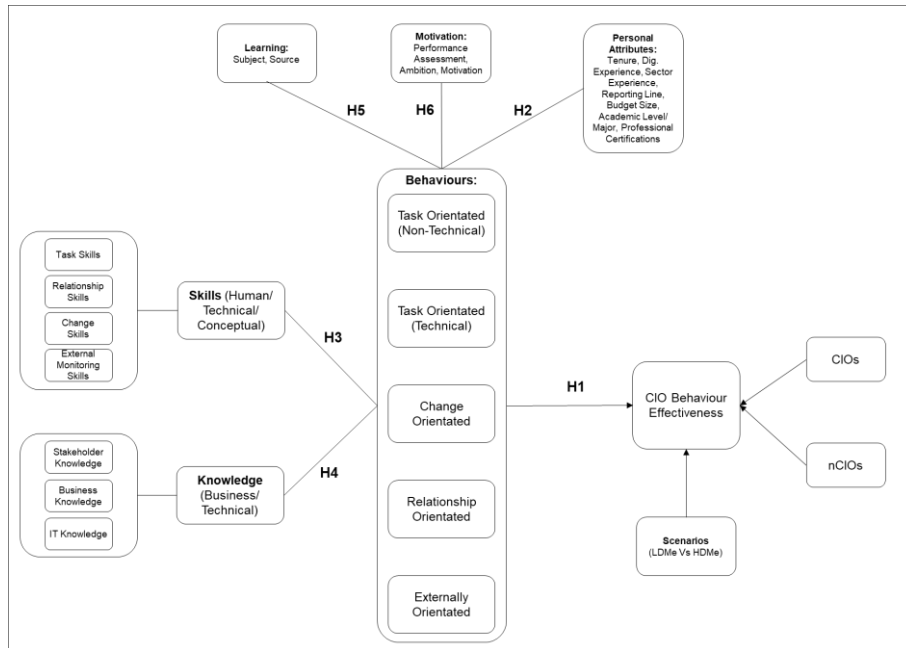 Learning:
Subject, Source
Motivation:
Performance
Assessment,
Ambition, Motivation
Personal
Attributes:
Tenure, Dig.
Experience, Sector
Experience,
Reporting Line,
Budget Size,
Academic Level/
Major, Professional
Certifications
H5
H6
H2
Behaviours:
Task Orientated
(Non-Technical)
Task Orientated
(Technical)
Change
Orientated
Relationship
Orientated
Externally
Orientated
Task Skills
Relationship
Skills
Change
Skills
External
Monitoring
Skills
Skills (Human/
Technical/
Conceptual)
H3
Stakeholder
Knowledge
Business
Knowledge
IT Knowledge
Knowledge
(Business/
Technical)
H4
H1
CIO Behaviour
Effectiveness
CIOs
nCIOs
Scenarios
(LDMe Vs HDMe)